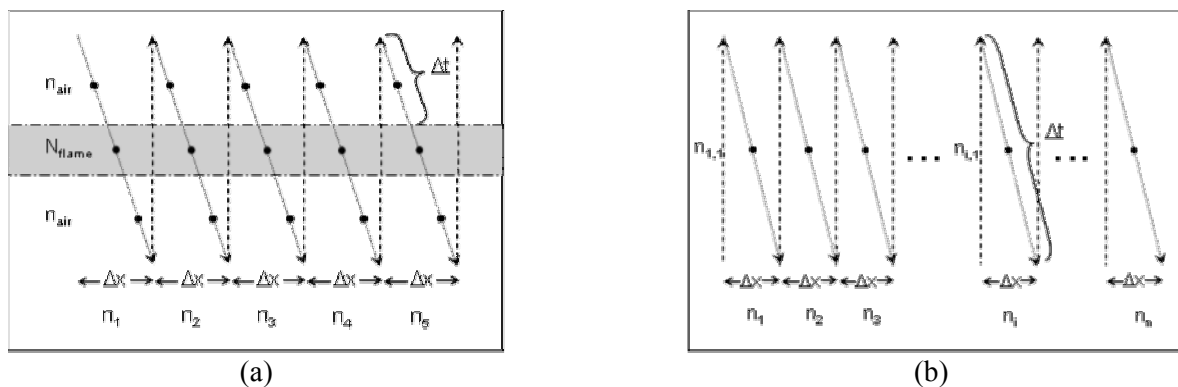 n_air
Δt
N_flame
n_air
Δx Δx Δx Δx Δx
n_1 n_2 n_3 n_4 n_5
(a)
n_1,1
n_i,1
Δt
Δx Δx Δx Δx Δx
n_1 n_2 n_3 n_i n_n
(b)